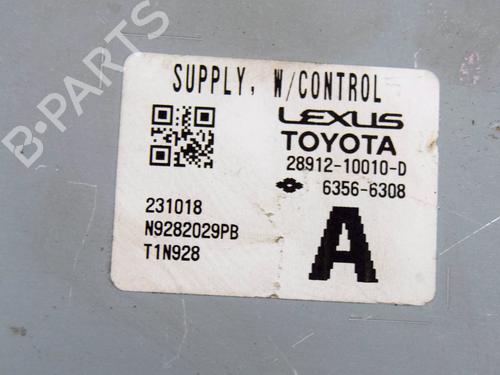 B-PARTS
SUPPLY, W/CONTROL
LEXUS
TOYOTA
28912-10010-D
6356-6308
231018
N9282029PB
T1N928
A